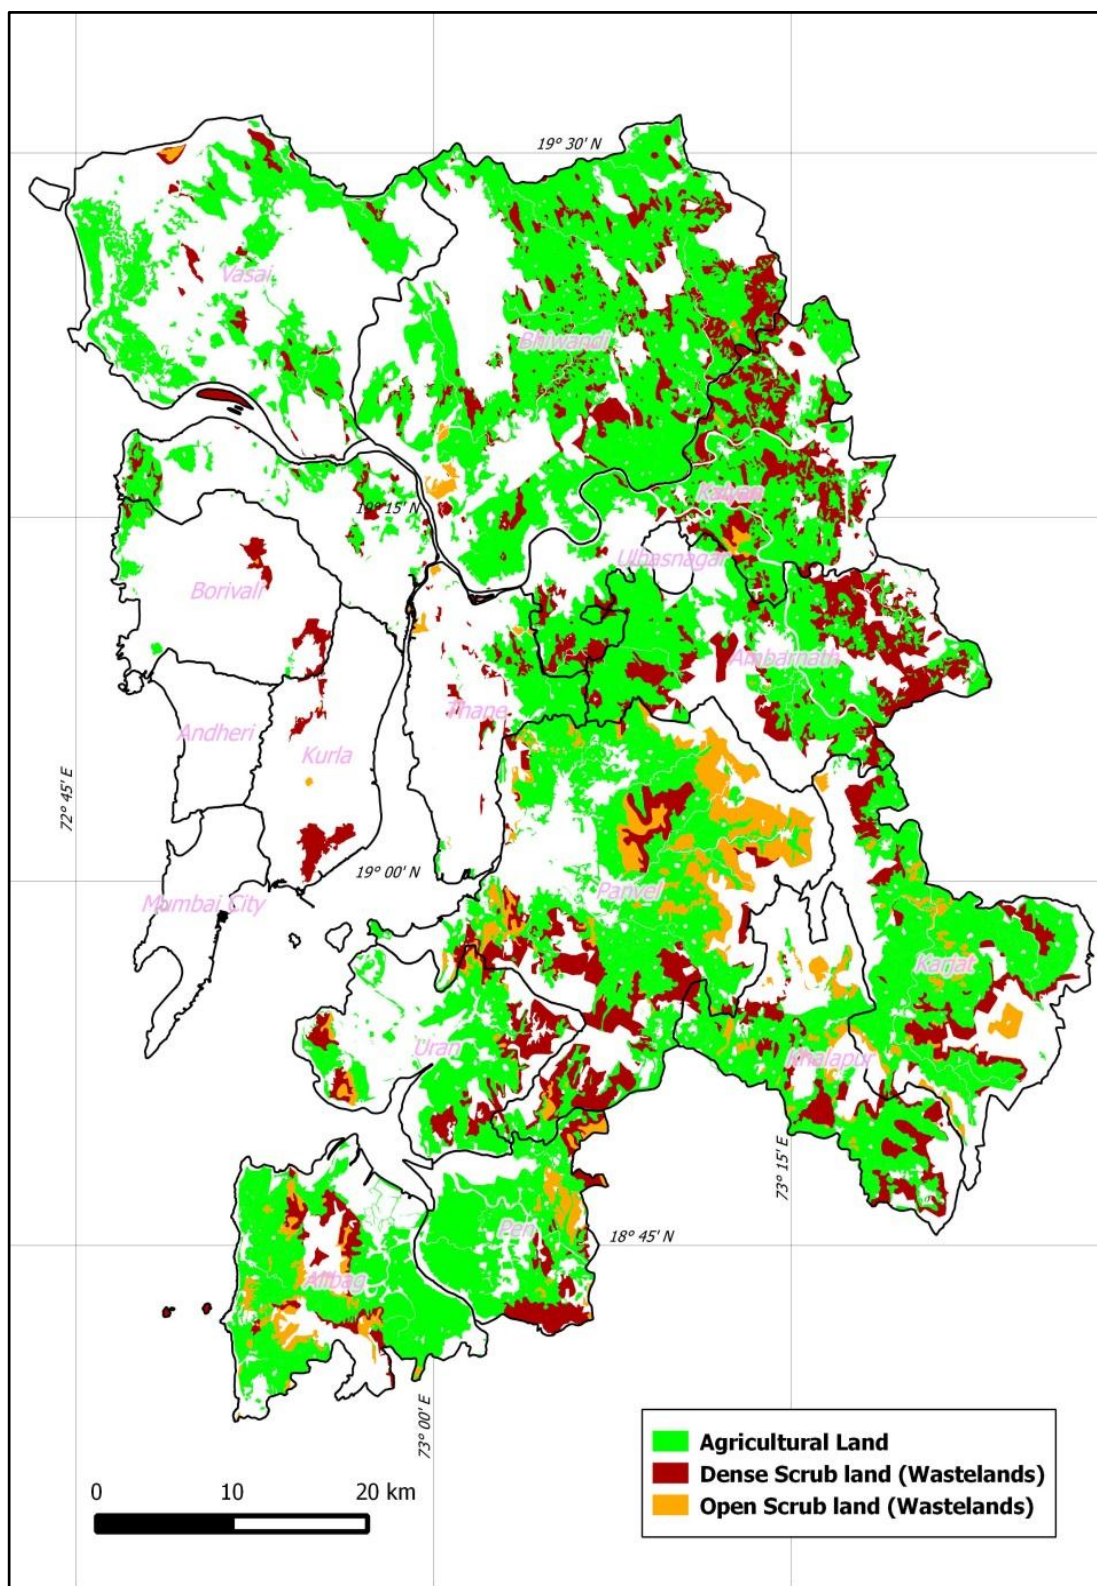 19° 30' N
Vasai
Bhiwandi
Kalyan
19° 15' N
Ulhasnagar
Borivali
Ambarnath
Thane
Andheri
Kurla
72° 45' E
19° 00' N
Panvel
Mumbai City
Karjat
Uran
Khalapur
73° 15' E
Pen
18° 45' N
Alibag
73° 00' E
Agricultural Land
Dense Scrub land (Wastelands)
Open Scrub land (Wastelands)
0 10 20 km